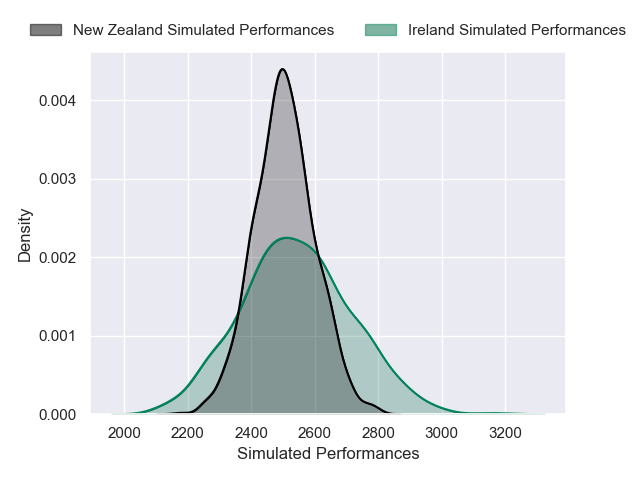 New Zealand Simulated Performances
Ireland Simulated Performances
Density
0.004
0.003
0.002
0.001
0.000
2000 2200 2400 2600 2800 3000 3200
Simulated Performances